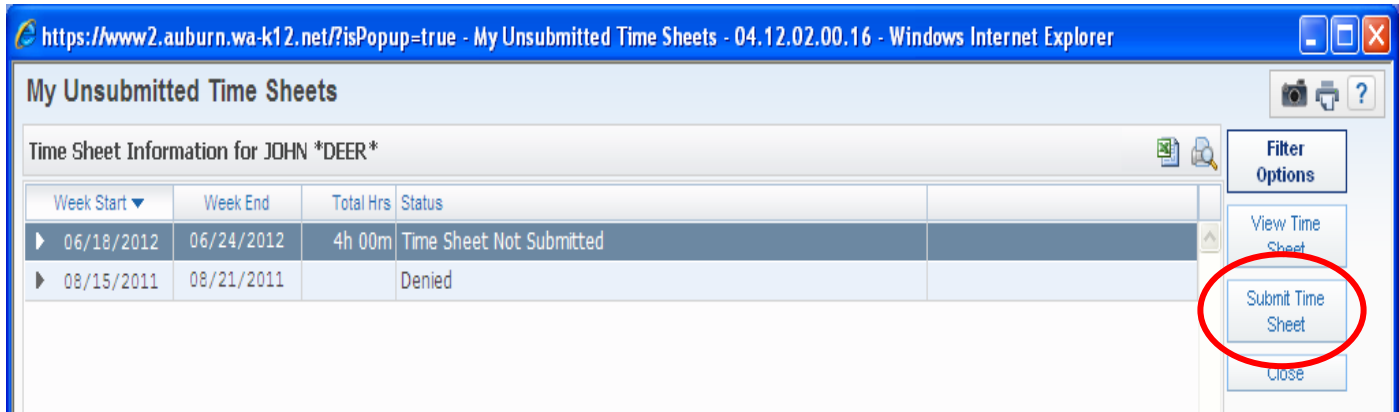 https://www2.auburn.wa-k12.net/?isPopup=true - My Unsubmitted Time Sheets - 04.12.02.00.16 - Windows Internet Explorer
My Unsubmitted Time Sheets
?
Time Sheet Information for JOHN *DEER*
Filter
Options
Week Start Week End Total Hrs Status
06/18/2012 06/24/2012 4h 00m Time Sheet Not Submitted
08/15/2011 08/21/2011 Denied
View Time
Sheet
Submit Time
Sheet
Close